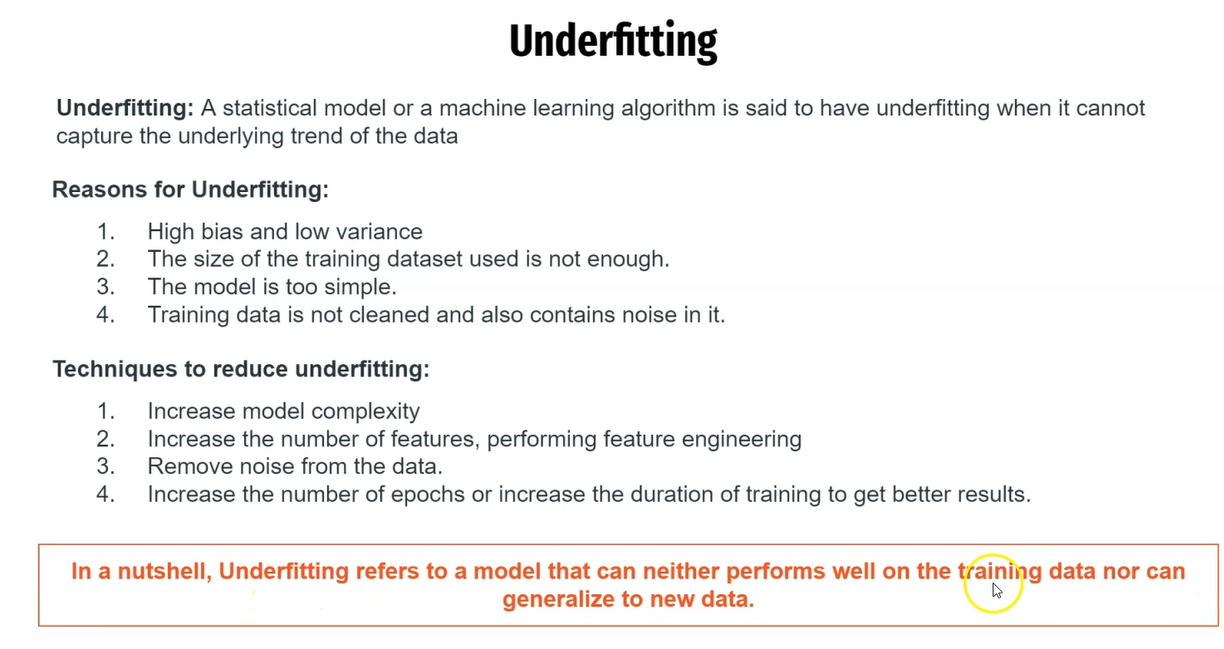 Underfitting
Underfitting: A statistical model or a machine learning algorithm is said to have underfitting when it cannot
capture the underlying trend of the data
Reasons for Underfitting:
1. High bias and low variance
2. The size of the training dataset used is not enough.
3. The model is too simple.
4. Training data is not cleaned and also contains noise in it.
Techniques to reduce underfitting:
1. Increase model complexity
2. Increase the number of features, performing feature engineering
3. Remove noise from the data.
4. Increase the number of epochs or increase the duration of training to get better results.
In a nutshell, Underfitting refers to a model that can neither performs well on the training data nor can
generalize to new data.